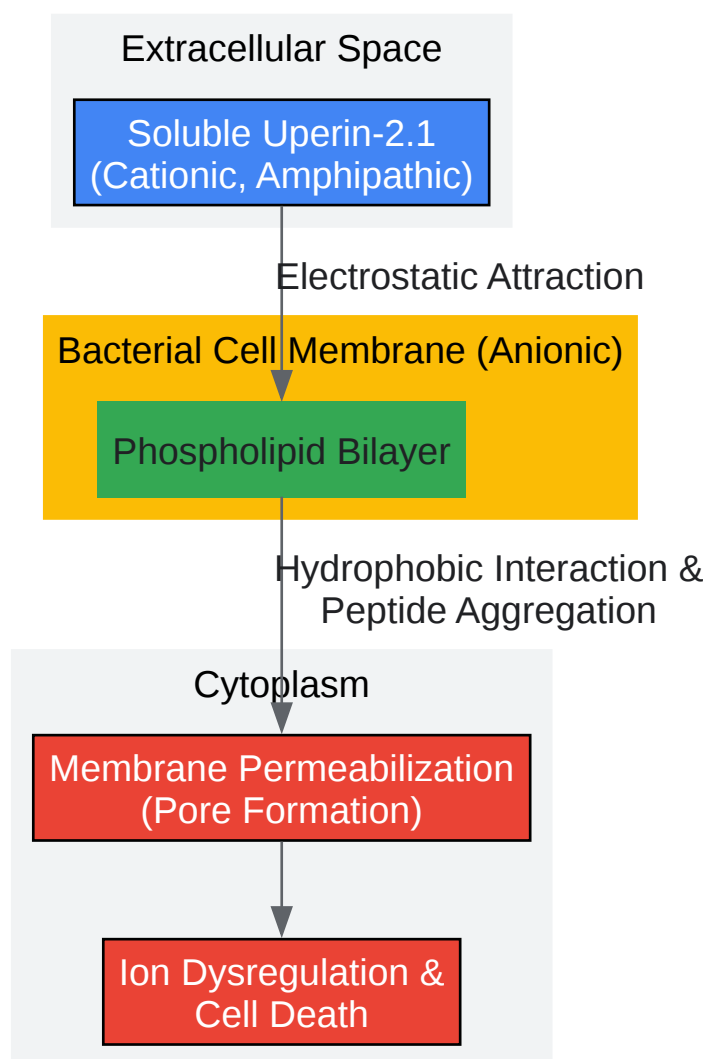 Extracellular Space
Soluble Uperin-2.1
(Cationic, Amphipathic)
Electrostatic Attraction
Bacterial Cell Membrane (Anionic)
Phospholipid Bilayer
Hydrophobic Interaction &
Peptide Aggregation
Cytoplasm
Membrane Permeabilization
(Pore Formation)
Ion Dysregulation &
Cell Death